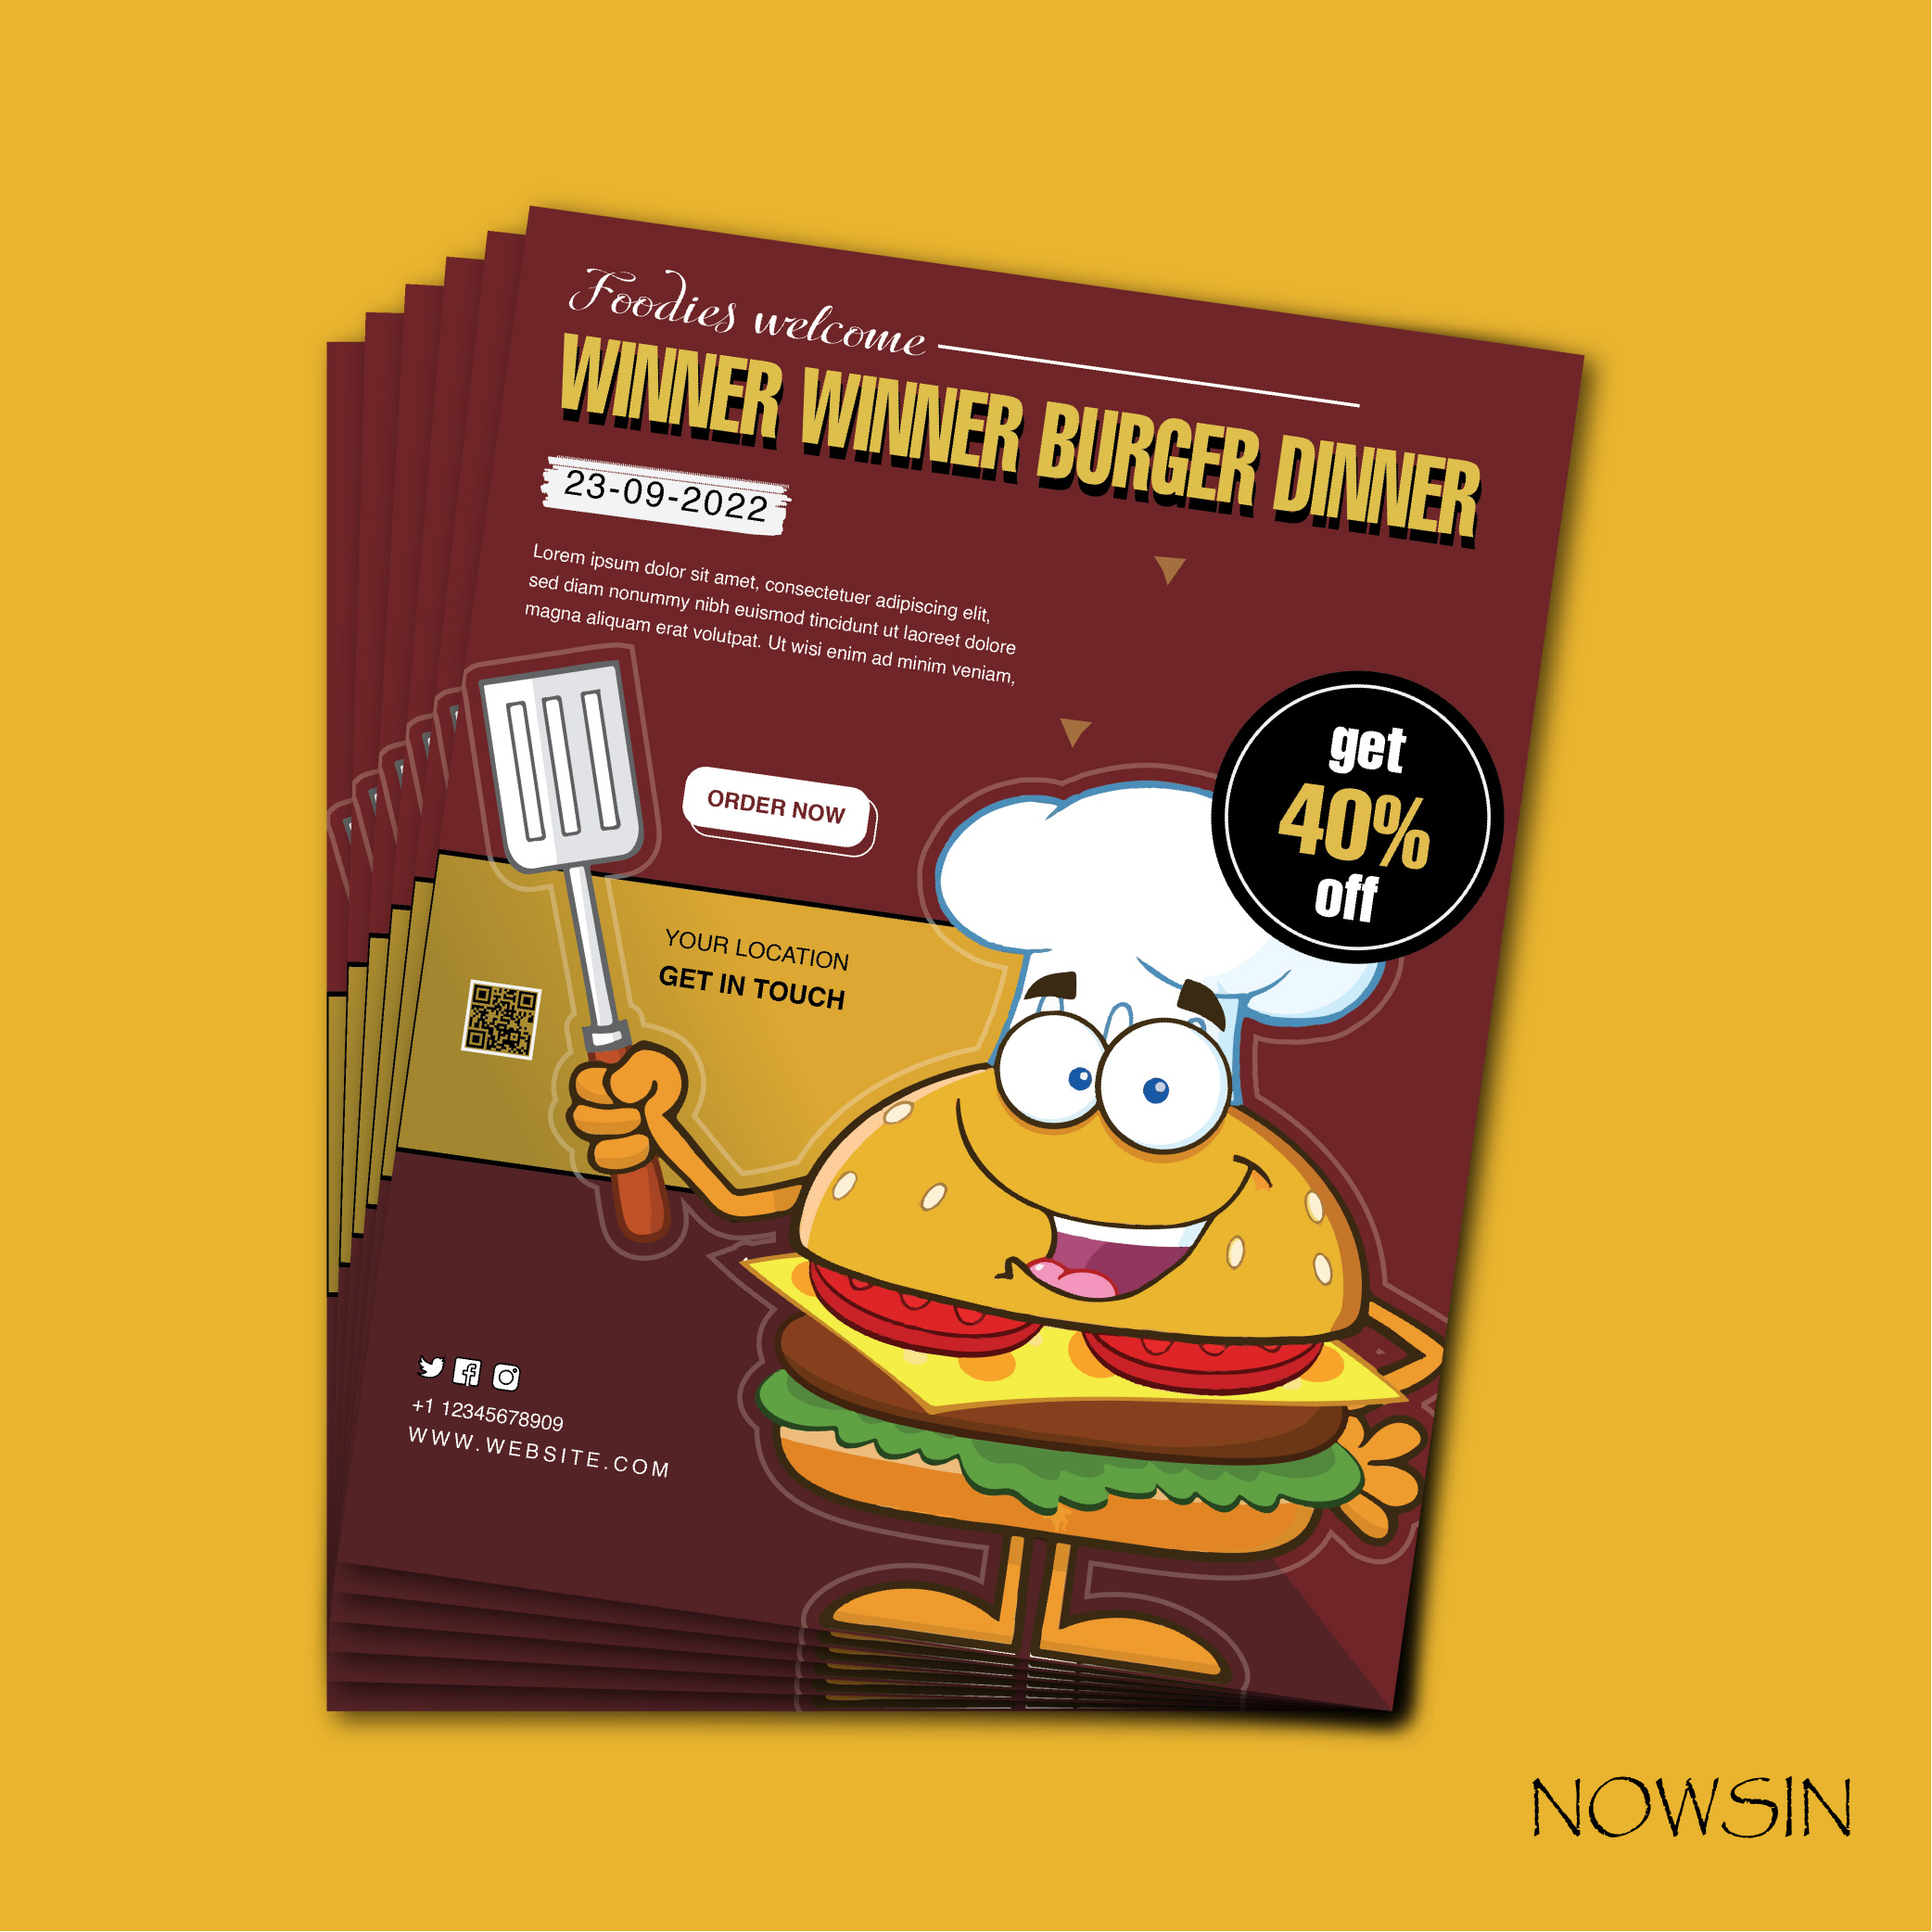 Foodies welcome
WINNER WINNER BURGER DINNER
23-09-2022
Lorem ipsum dolor sit amet, consectetuer adipiscing elit,
sed diam nonummy nibh euismod tincidunt ut laoreet dolore
magna aliquam erat volutpat. Ut wisi enim ad minim veniam,
ORDER NOW
get
40%
off
YOUR LOCATION
GET IN TOUCH
+1 12345678909
WWW.WEBSITE.COM
NOWSIN